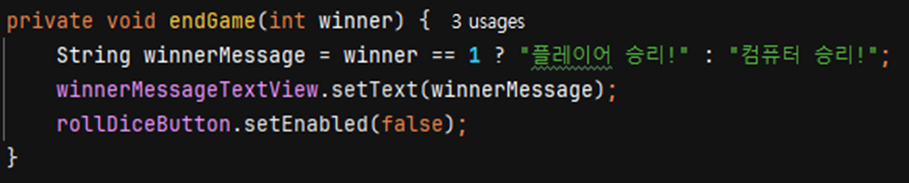 private void endGame(int winner) { 3 usages
String winnerMessage = winner == 1 ? "플레이어 승리!" : "컴퓨터 승리!";
winnerMessageTextView.setText(winnerMessage);
rollDiceButton.setEnabled(false);
}